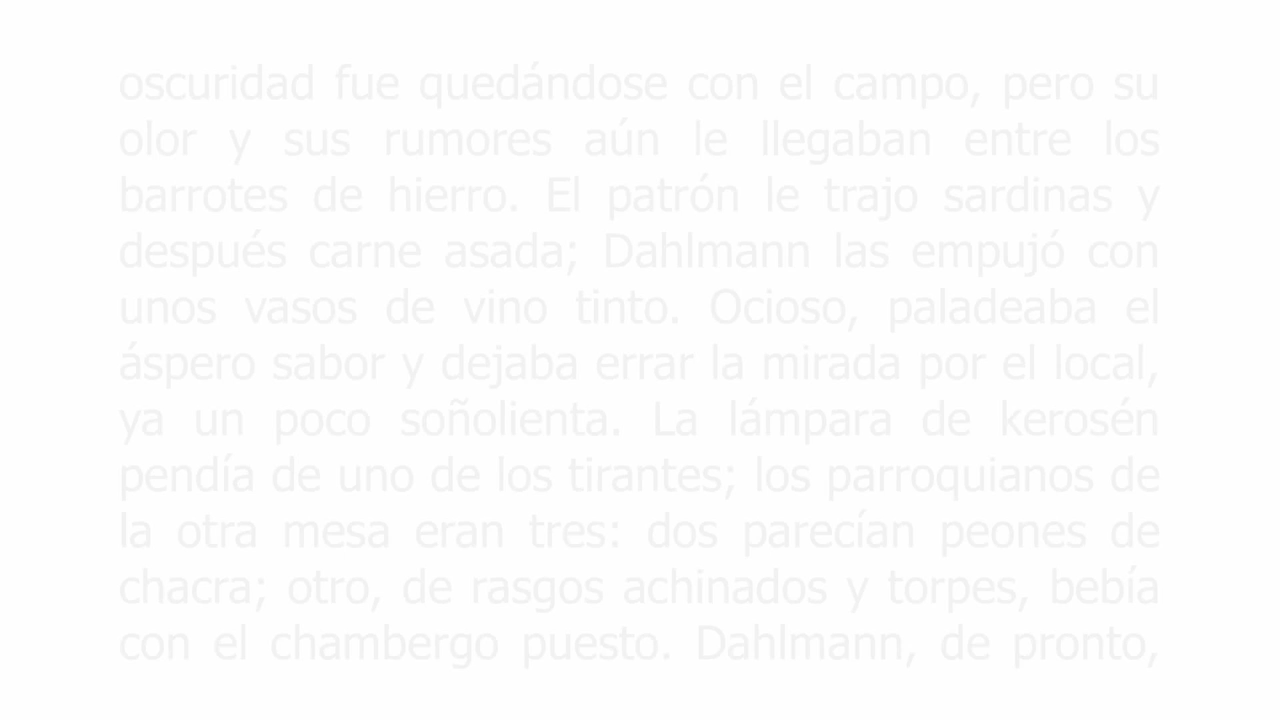 oscuridad fue quedándose con el campo, pero su
olor y sus rumores aún le llegaban entre los
barrotes de hierro. El patrón le trajo sardinas y
después carne asada; Dahlmann las empujó con
unos vasos de vino tinto. Ocioso, paladeaba el
áspero sabor y dejaba errar la mirada por el local,
ya un poco soñolienta. La lámpara de kerosén
pendía de uno de los tirantes; los parroquianos de
la otra mesa eran tres: dos parecían peones de
chacra; otro, de rasgos achinados y torpes, bebía
con el chambergo puesto. Dahlmann, de pronto,